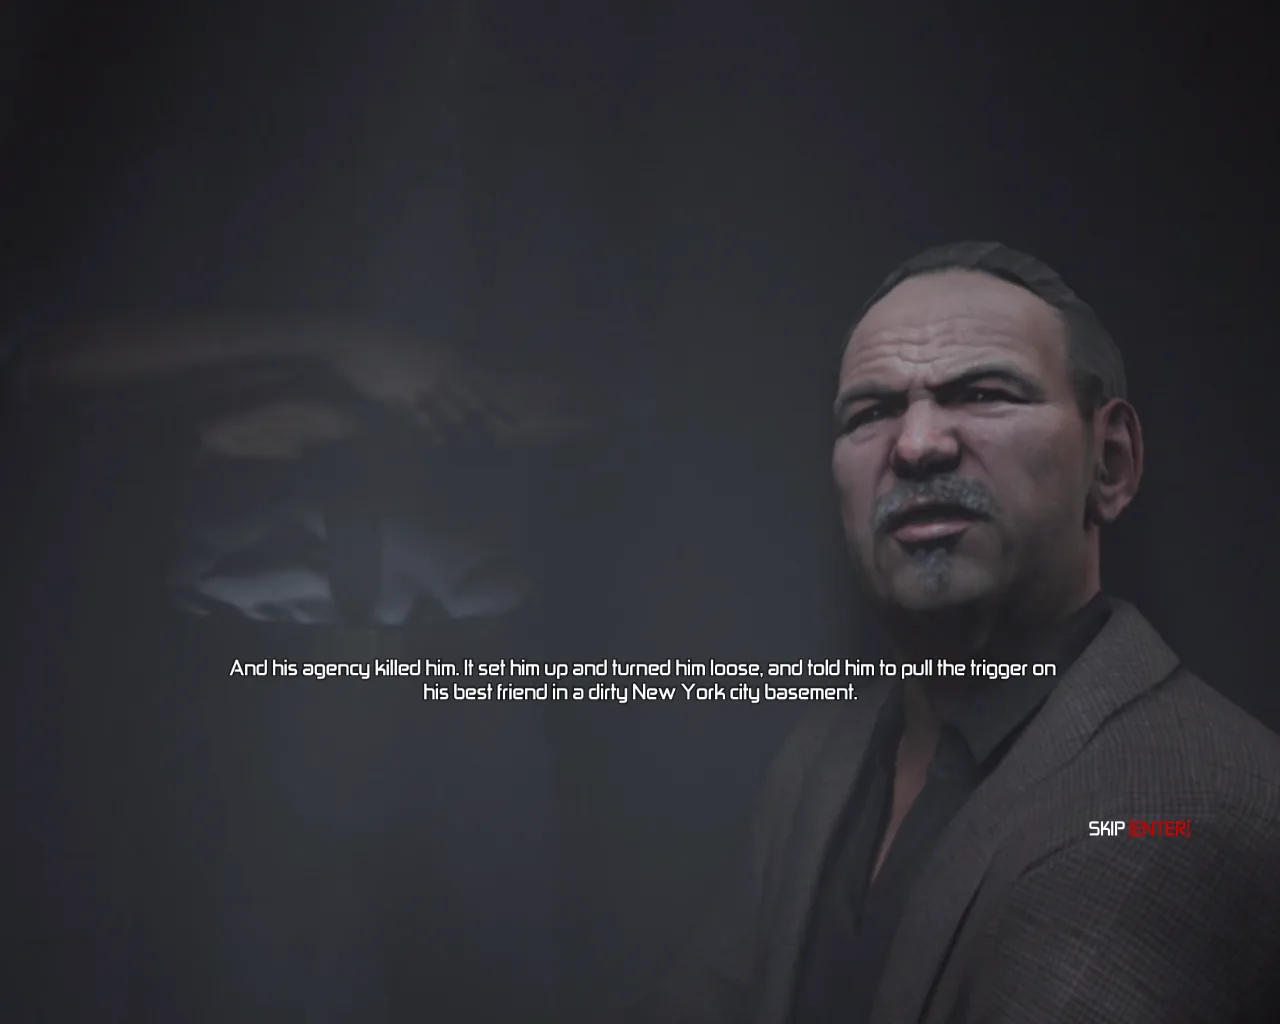 And his agency killed him. It set him up and turned him loose, and told him to pull the trigger on
his best friend in a dirty New York city basement.
SKIP [ENTER]